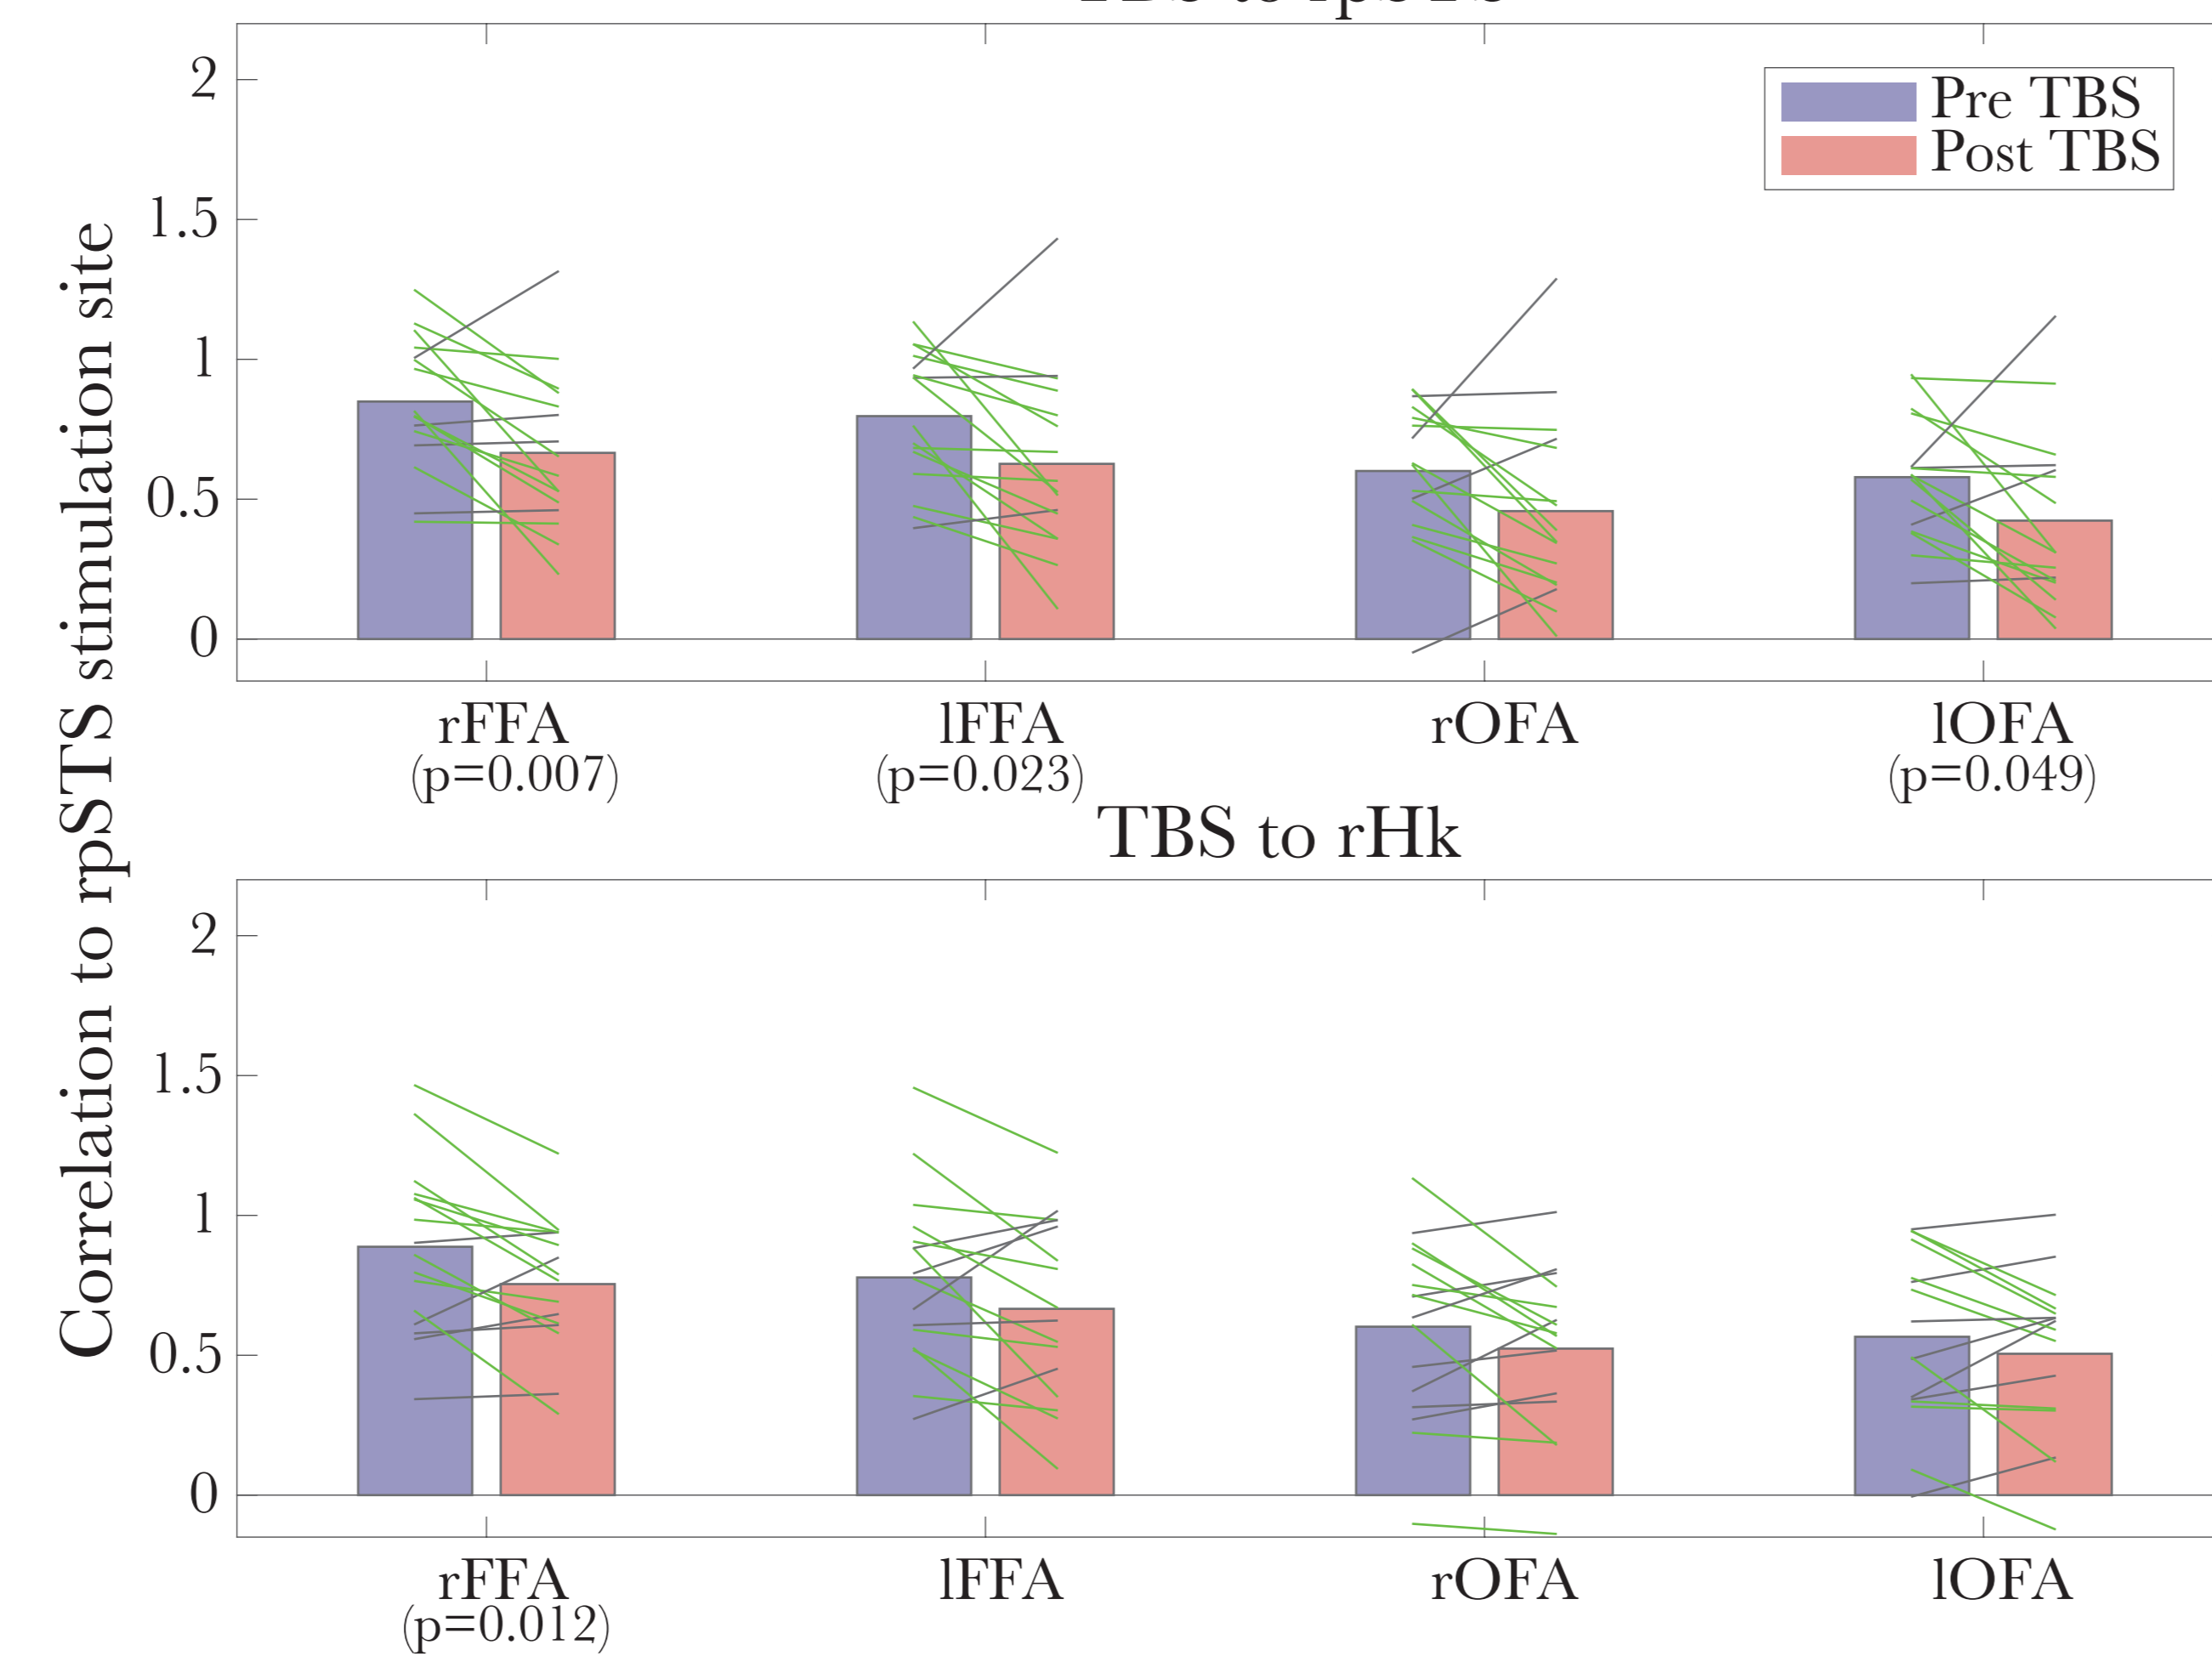 Pre TBS
Post TBS
2
1.5
1
0.5
0
Correlation to rpSTS stimulation site
rFFA
lFFA
rOFA
lOFA
(p=0.007)
(p=0.023)
(p=0.049)
TBS to rHk
2
1.5
1
0.5
0
rFFA
lFFA
rOFA
lOFA
(p=0.012)